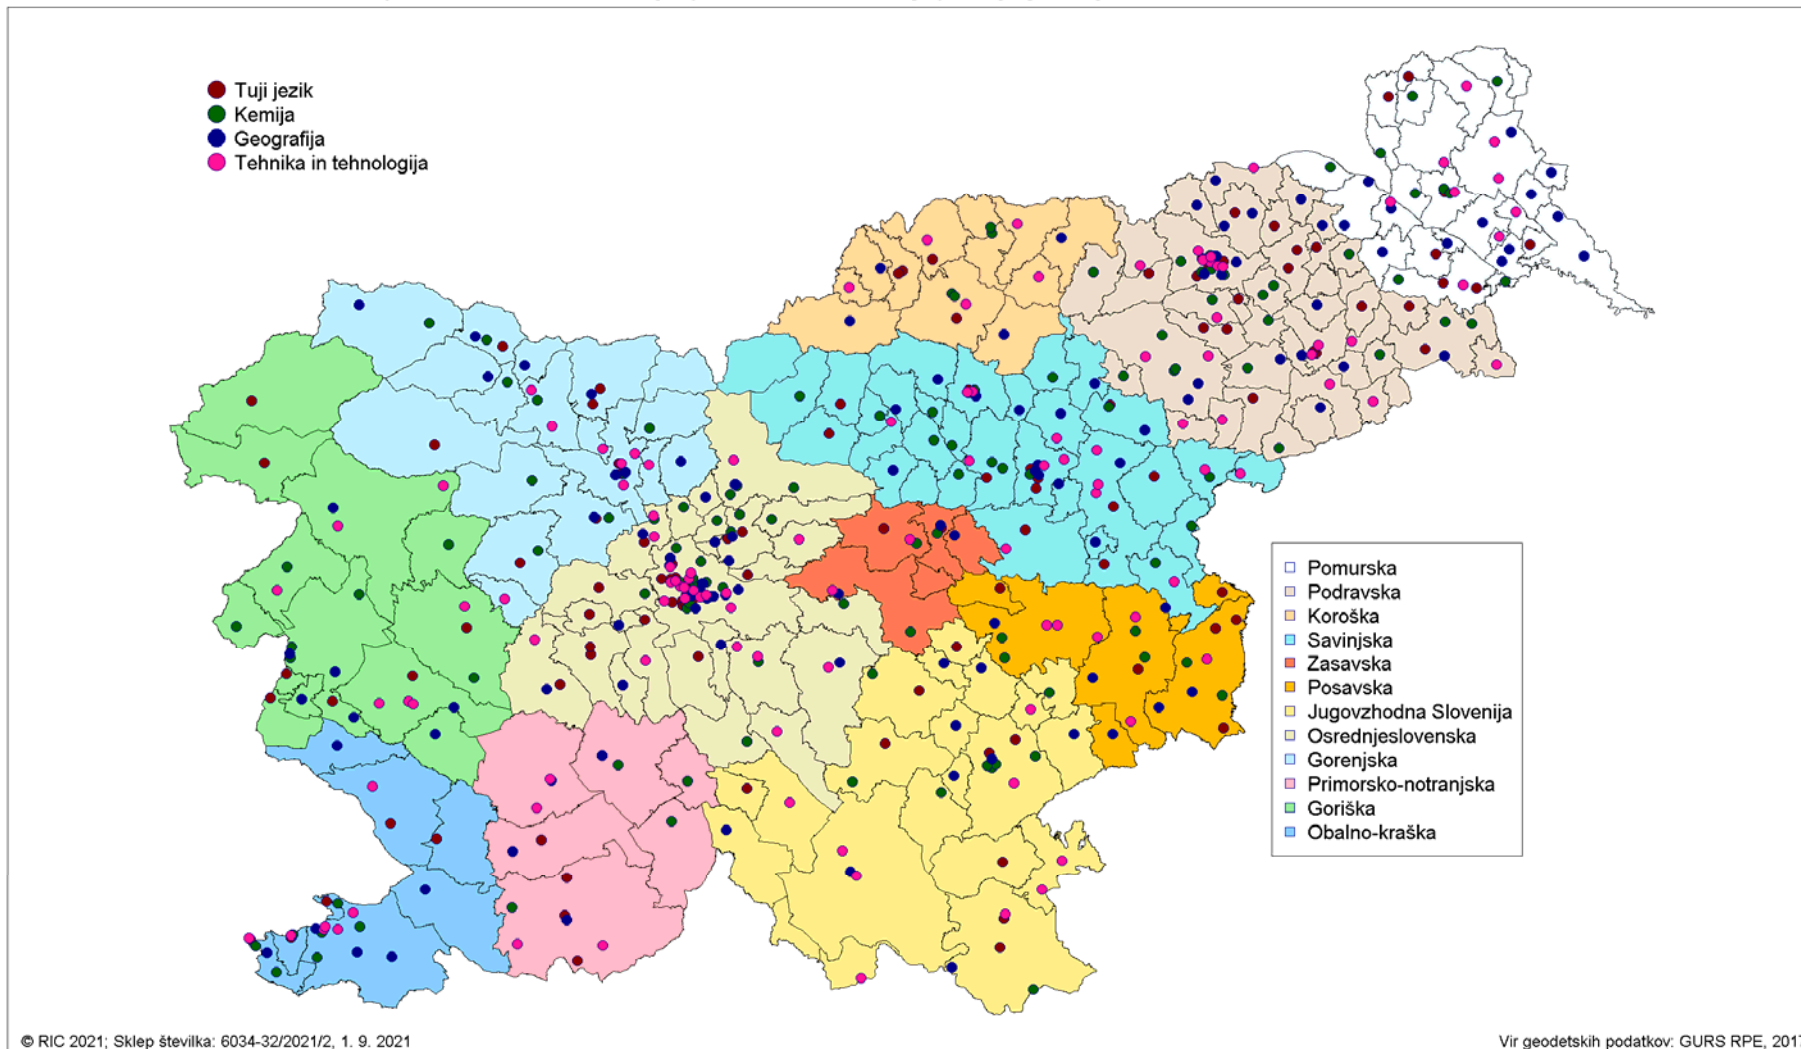 Tuji jezik
Kemija
Geografija
Tehnika in tehnologija
Pomurska
Podravska
Koroška
Savinjska
Zasavska
Posavska
Jugovzhodna Slovenija
Osrednjeslovenska
Gorenjska
Primorsko-notranjska
Goriška
Obalno-kraška
© RIC 2021; Sklep številka: 6034-32/2021/2, 1. 9. 2021
Vir geodetskih podatkov: GURS RPE, 2017